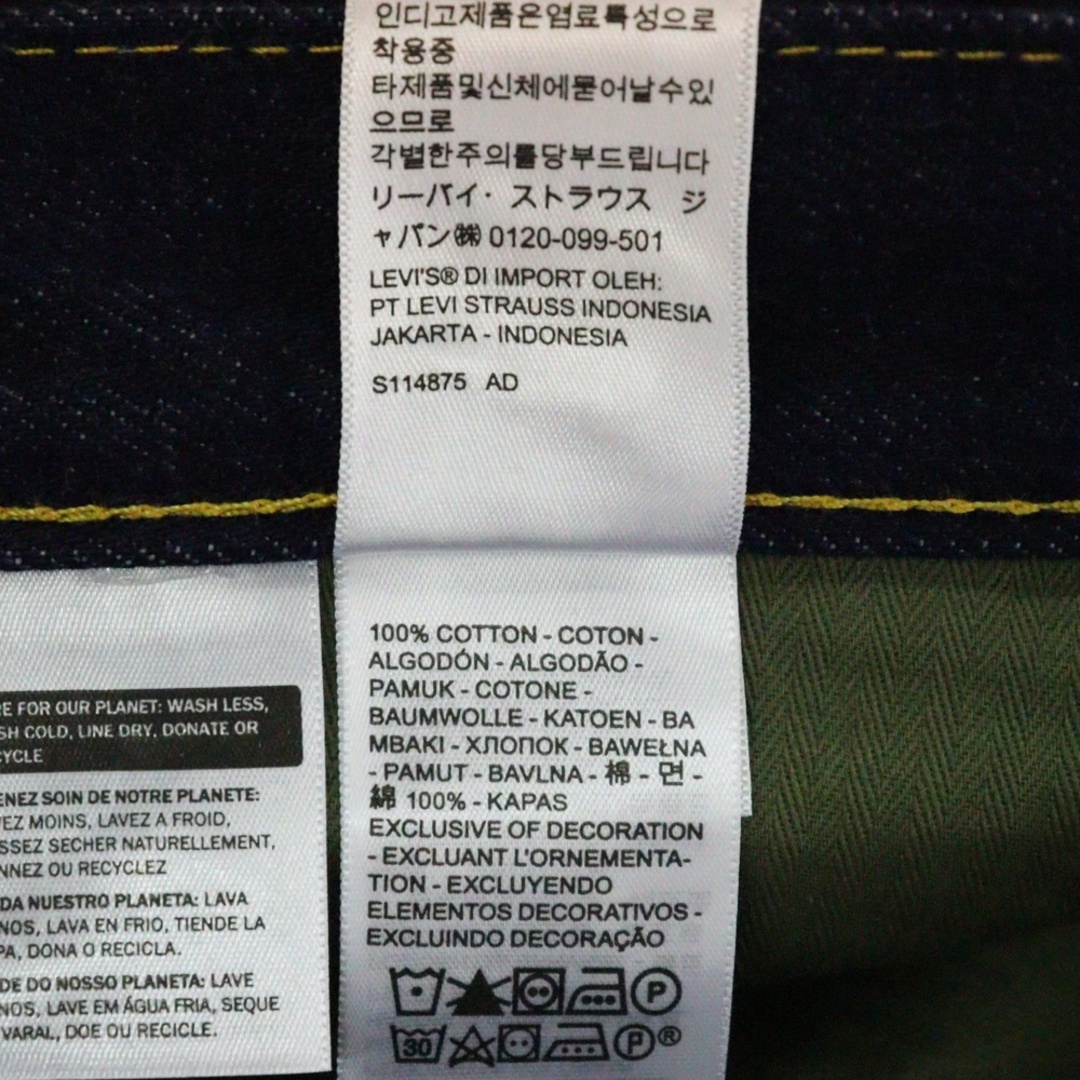 인디고제품은염료특성으로
착용중
타제품및신체에묻어날수있
으므로
각별한주의를당부드립니다
リーバイ・ストラウス ジ
ャパン㈱ 0120-099-501
LEVI'S® DI IMPORT OLEH:
PT LEVI STRAUSS INDONESIA
JAKARTA - INDONESIA
S114875 AD
100% COTTON - COTON -
ALGODÓN - ALGODÃO -
PAMUK - COTONE -
BAUMWOLLE - KATOEN - BA
MBAKI - ХЛОПОК - BAWEŁNA
- PAMUT - BAVLNA - 棉 - 면 -
綿 100% - KAPAS
EXCLUSIVE OF DECORATION
- EXCLUANT L'ORNEMENTA-
TION - EXCLUYENDO
ELEMENTOS DECORATIVOS -
EXCLUINDO DECORAÇÃO
P
30 P®
RE FOR OUR PLANET: WASH LESS,
SH COLD, LINE DRY, DONATE OR
YCLE
ENEZ SOIN DE NOTRE PLANETE:
EZ MOINS, LAVEZ A FROID,
SSEZ SECHER NATURELLEMENT,
NNEZ OU RECYCLEZ
DA NUESTRO PLANETA: LAVA
NOS, LAVA EN FRIO, TIENDE LA
PA, DONA O RECICLA.
DE DO NOSSO PLANETA: LAVE
NOS, LAVE EM ÁGUA FRIA, SEQUE
VARAL, DOE OU RECICLE.